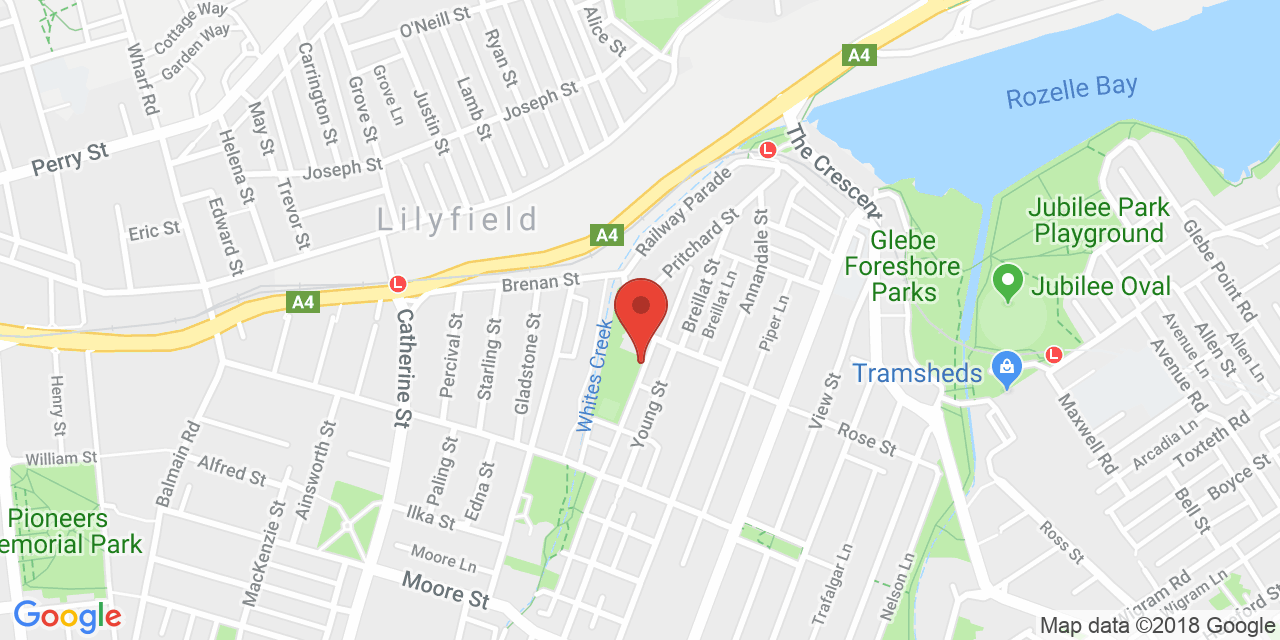 Cottage Way
Garden Way
Wharf Rd
O'Neill St
Alice St
Ryan St
Carrington St
Grove Ln
Grove St
Justin St
Lamb St
Joseph St
A4
Rozelle Bay
May St
Helena St
Perry St
Joseph St
Trevor St
The Crescent
Railway Parade
Lilyfield
Eric St
Edward St
A4
Pritchard St
Annandale St
Jubilee Park
Playground
Glebe
Foreshore
Parks
Glebe Point Rd
Jubilee Oval
Brenan St
A4
Breillat St
Breillat Ln
Piper Ln
Catherine St
Percival St
Starling St
Gladstone St
Whites Creek
Avenue Ln
Allen St
Allen Ln
Avenue Rd
Tramsheds
Henry St
Young St
View St
Rose St
Maxwell Rd
Arcadia Ln
Toxteth Rd
Boyce St
William St
Balmain Rd
Alfred St
Ainsworth St
Paling St
Edna St
Bell St
Pioneers
emorial Park
MacKenzie St
Ilka St
Moore Ln
Moore St
Trafalgar Ln
Nelson Ln
Ross St
Wigram Rd
Wigram Ln
ford St
Google
Map data ©2018 Google